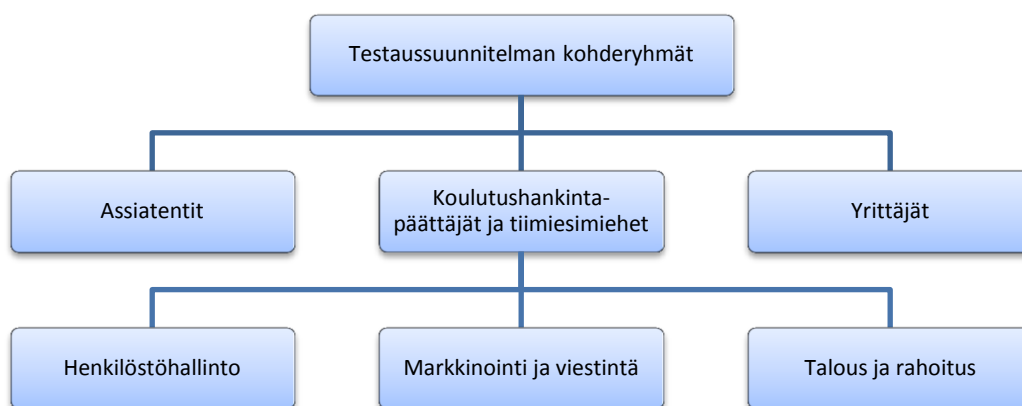 Testaussuunnitelman kohderyhmät
Assiatentit
Koulutushankinta-
päättäjät ja tiimiesimiehet
Yrittäjät
Henkilöstöhallinto
Markkinointi ja viestintä
Talous ja rahoitus